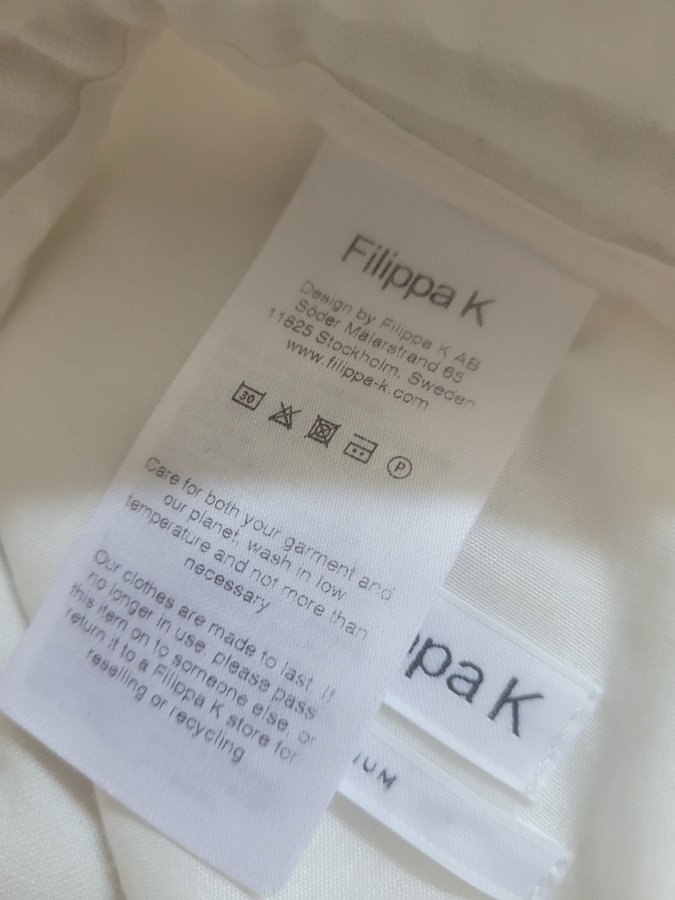 Filippa K
Design by Filippa K AB
Söder Mälarstrand 65
11825 Stockholm, Sweden
www.filippa-k.com
30
P
Care for both your garment and
our planet, wash in low
temperature and not more than
necessary
Our clothes are made to last. If
no longer in use, please pass
this item on to someone else, or
return it to a Filippa K store for
reselling or recycling
ppa K
IUM